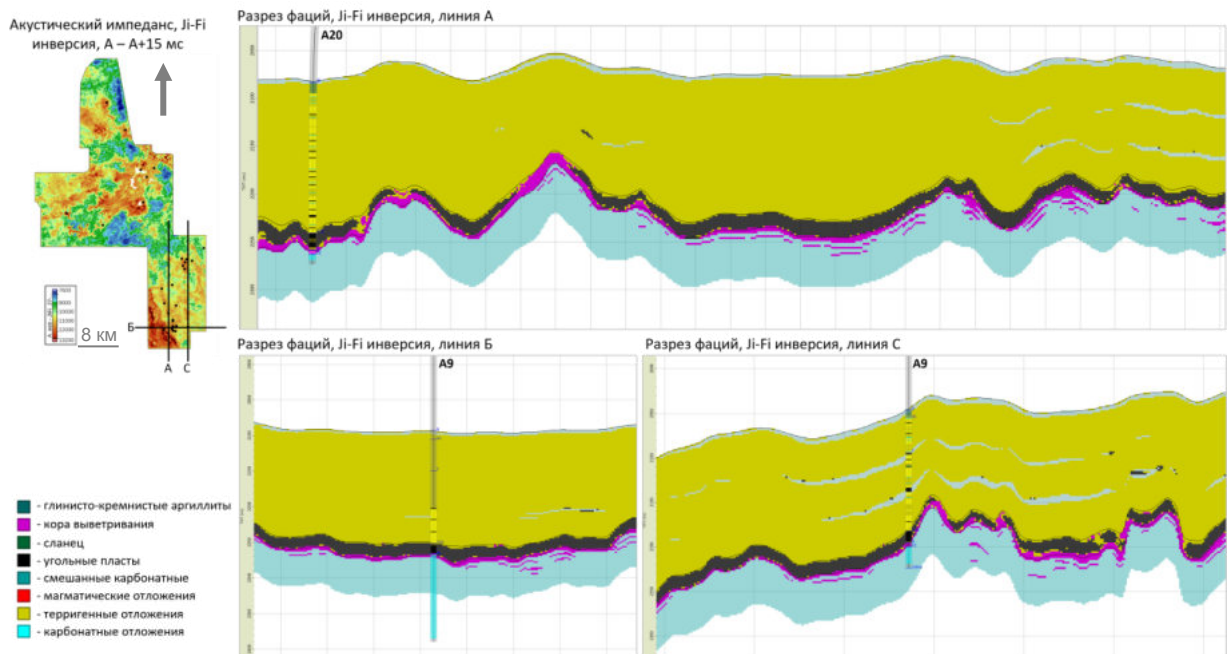 Акустический импеданс, Ji-Fi
инверсия, А – А+15 мс
Разрез фаций, Ji-Fi инверсия, линия А
A20
Б
8 км
А С
Разрез фаций, Ji-Fi инверсия, линия Б
A9
Разрез фаций, Ji-Fi инверсия, линия С
A9
- глинисто-кремнистые аргиллиты
- кора выветривания
- сланец
- угольные пласты
- смешанные карбонатные
- магматические отложения
- терригенные отложения
- карбонатные отложения